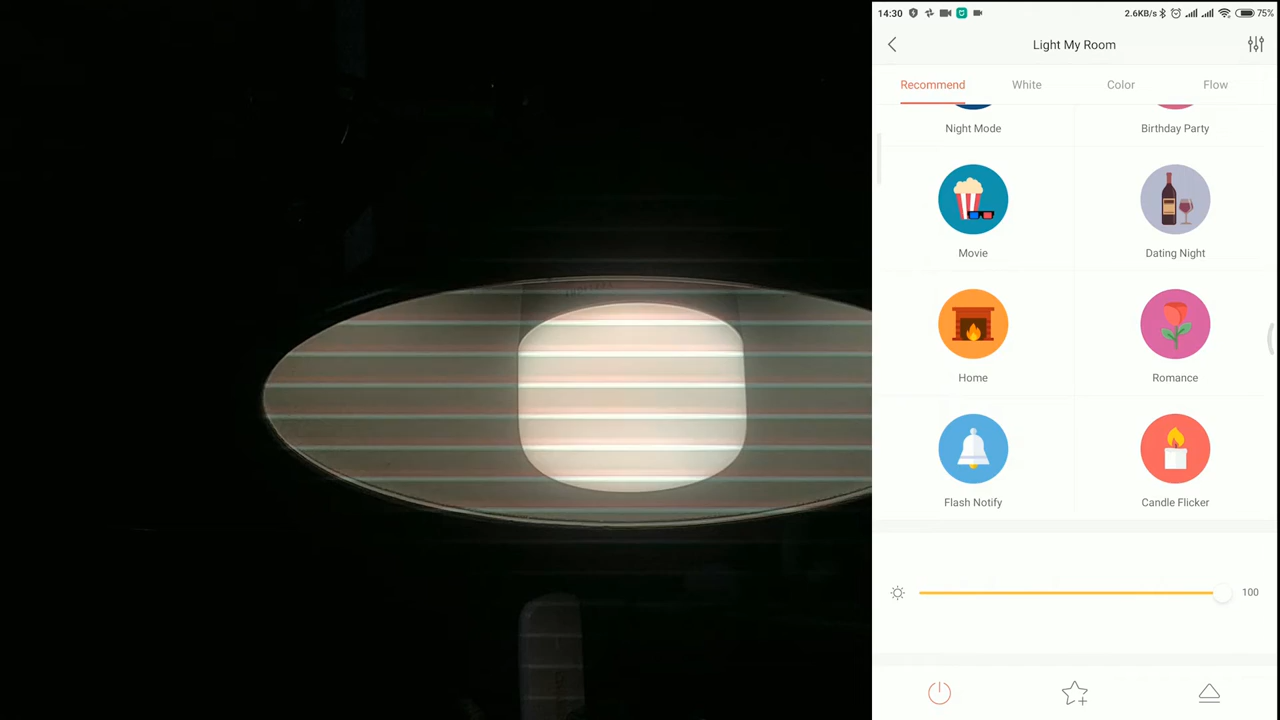 14:30
2.6KB/s
75%
Light My Room
Recommend White Color Flow
Night Mode Birthday Party
Movie Dating Night
Home Romance
Flash Notify Candle Flicker
100